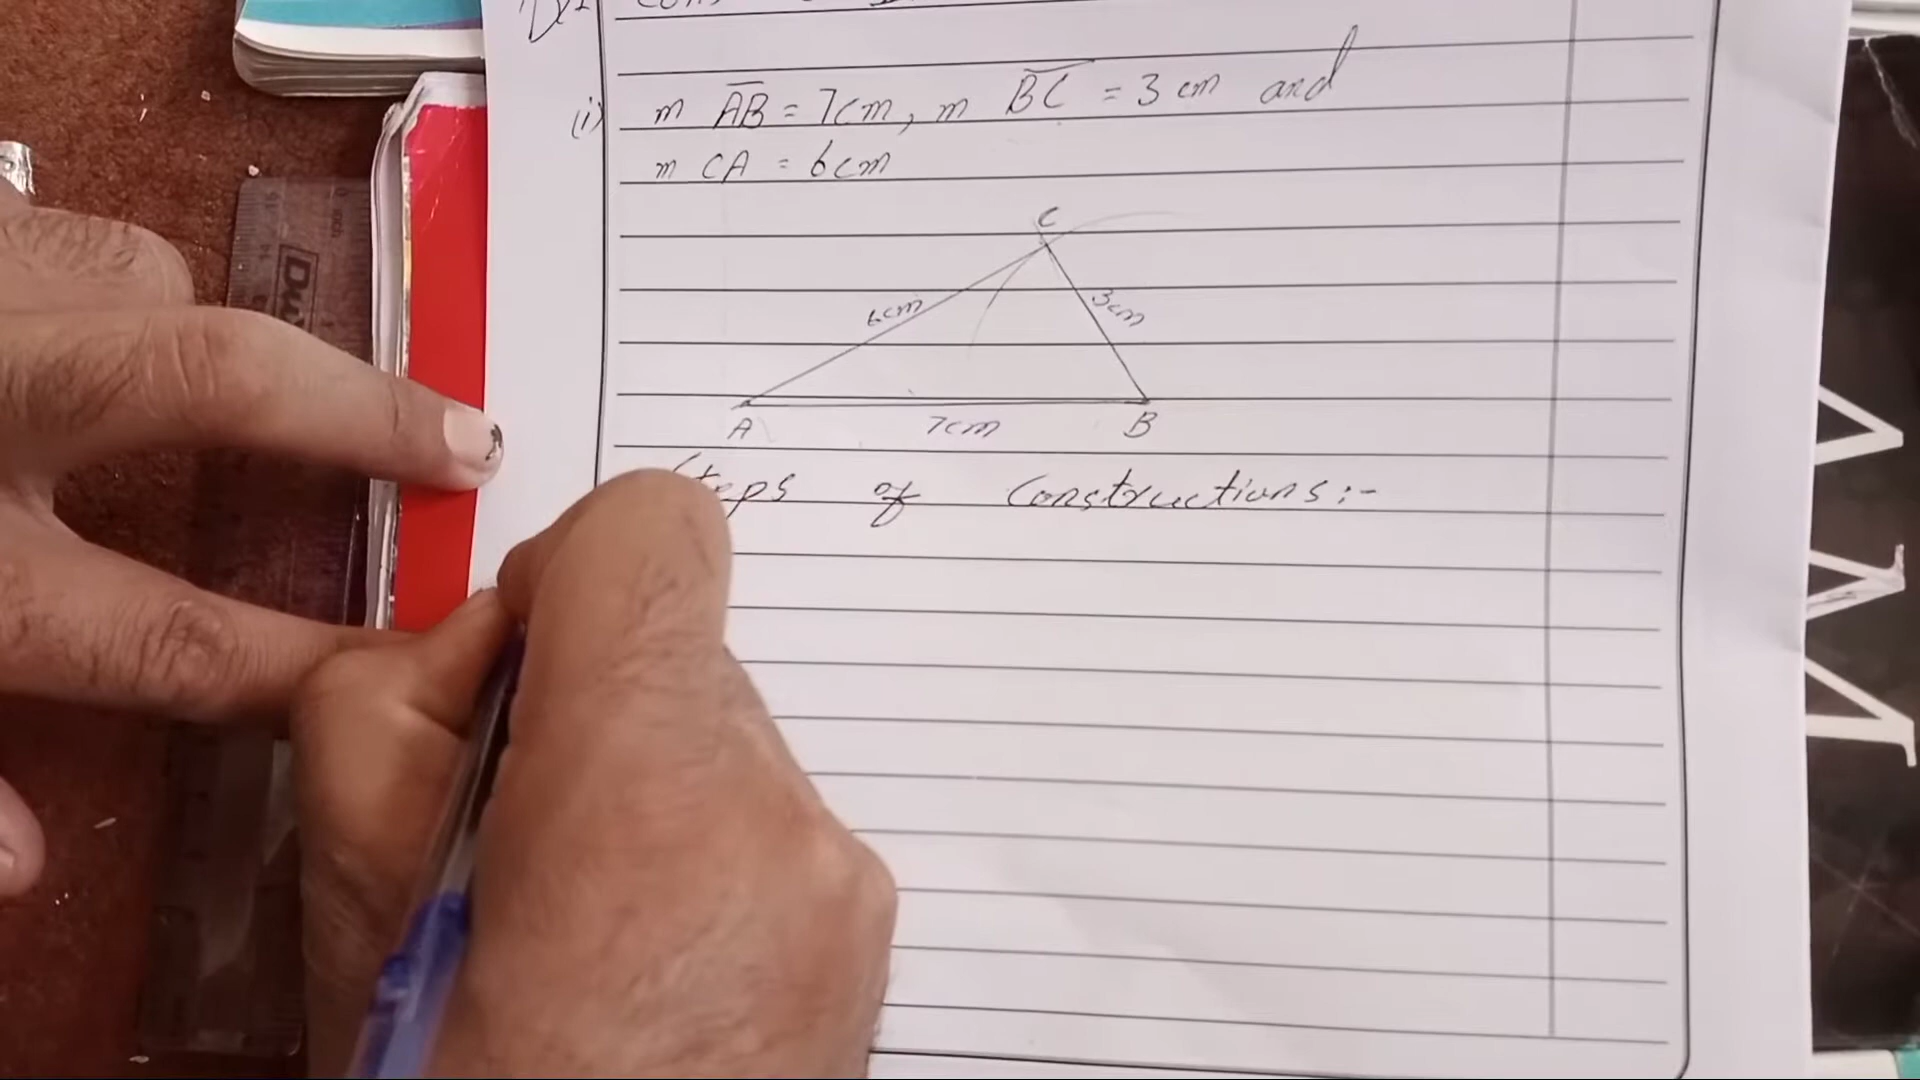 (i) m AB = 7cm, m BC = 3 cm and
m CA = 6cm
C
6cm 3cm
A 7cm B
Steps of Constructions:-